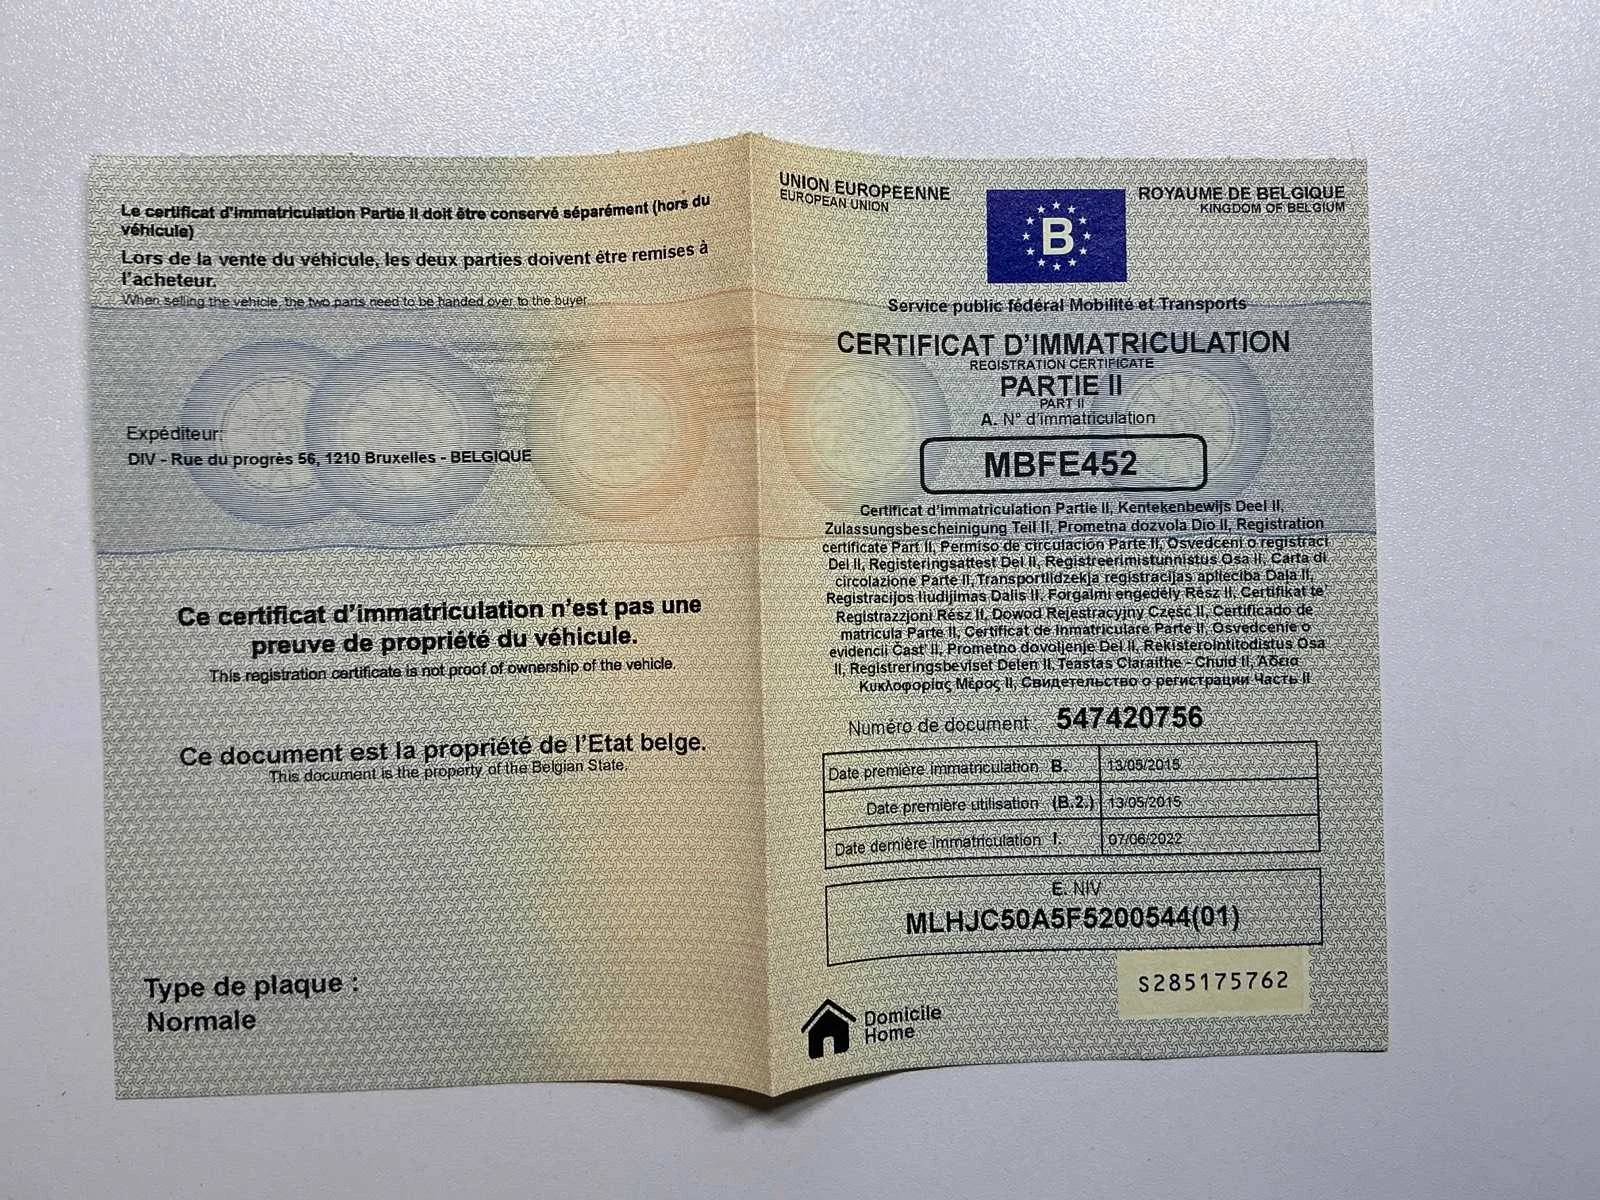 Le certificat d'immatriculation Partie II doit être conservé séparément (hors du
véhicule)
Lors de la vente du véhicule, les deux parties doivent être remises à
l'acheteur.
When selling the vehicle, the two parts need to be handed over to the buyer
Expéditeur:
DIV - Rue du progrès 56, 1210 Bruxelles - BELGIQUE
Ce certificat d'immatriculation n'est pas une
preuve de propriété du véhicule.
This registration certificate is not proof of ownership of the vehicle.
Ce document est la propriété de l'Etat belge.
This document is the property of the Belgian State.
Type de plaque :
Normale
UNION EUROPEENNE
EUROPEAN UNION
B
ROYAUME DE BELGIQUE
KINGDOM OF BELGIUM
Service public fédéral Mobilité et Transports
CERTIFICAT D'IMMATRICULATION
REGISTRATION CERTIFICATE
PARTIE II
PART II
A. N° d'immatriculation
MBFE452
Certificat d'immatriculation Partie II, Kentekenbewijs Deel II,
Zulassungsbescheinigung Teil II, Prometna dozvola Dio II, Registration
certificate Part II, Permiso de circulación Parte II, Osvedceni o registraci
Del II, Registeringsattest Del II, Registreerimistunnistus Osa II, Carta di
circolazione Parte II, Transportlidzekja registracijas aplieciba Dala II,
Registracijos liudijimas Dalis II, Forgalmi engedély Rész II, Certifikat te'
Registrazzjoni Rész II, Dowod Rejestracyjny Część II, Certificado de
matricula Parte II, Certificat de Inmatriculare Parte II, Osvedcenie o
evidencii Cast' II, Prometno dovoljenje Del II, Rekisterointitodistus Osa
II, Registreringsbeviset Delen II, Teastas Claraithe - Chuid II, Άδεια
Κυκλοφορίας Μέρος II, Свидетельство о регистрации Часть II
Numéro de document 547420756
Date première immatriculation B. 13/05/2015
Date première utilisation (B.2.) 13/05/2015
Date dernière immatriculation I. 07/06/2022
E. NIV
MLHJC50A5F5200544(01)
S285175762
Domicile
Home